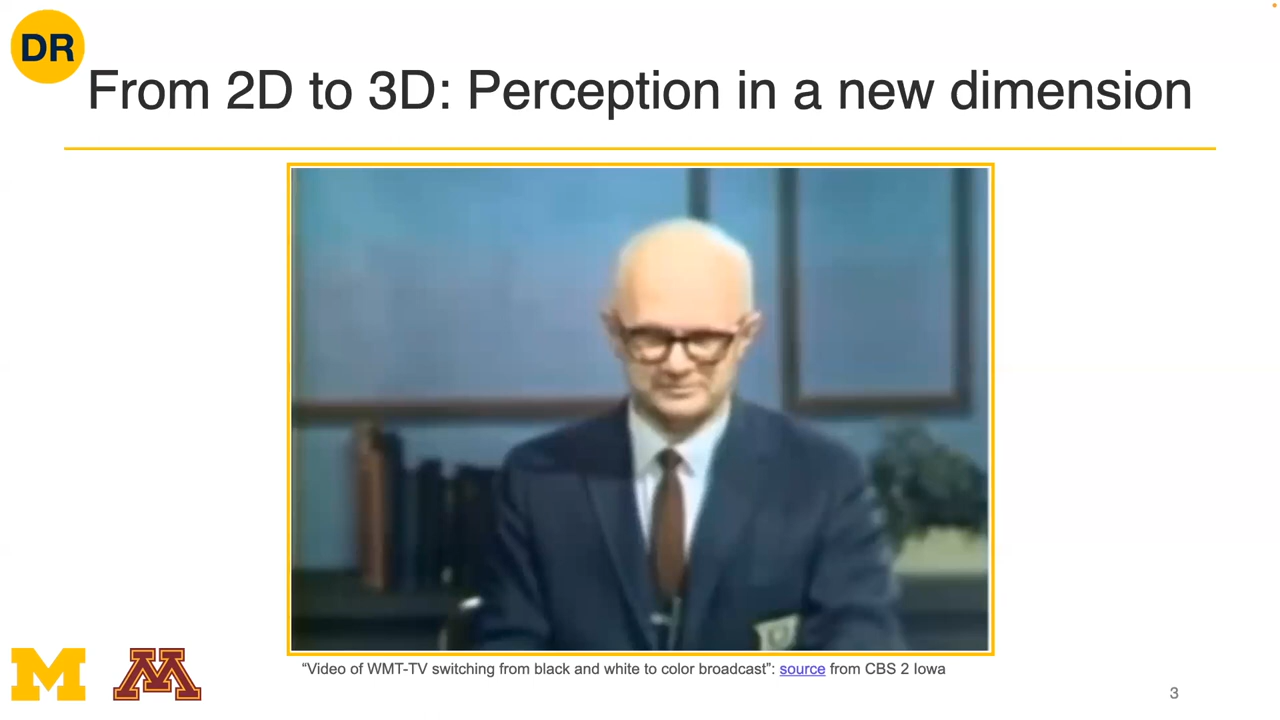 DR
From 2D to 3D: Perception in a new dimension
“Video of WMT-TV switching from black and white to color broadcast”: source from CBS 2 Iowa
M M
3